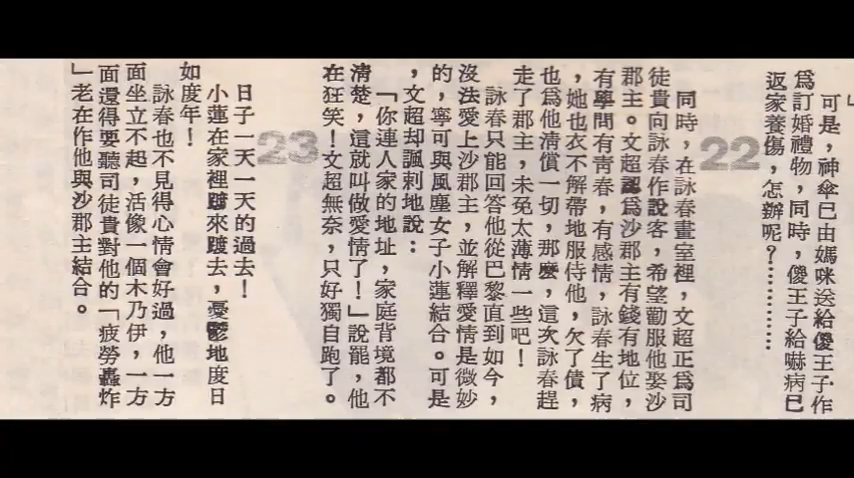 」
可是，神傘已由媽咪送給傻王子作
為訂婚禮物，同時，傻王子給嚇病已
返家養傷，怎辦呢？…………
22
同時，在詠春畫室裡，文超正為司
徒貴向詠春作說客，希望勸服他娶沙
郡主。文超認為沙郡主有錢有地位，
有學問有青春，有感情，詠春生了病
，她也衣不解帶地服侍他，欠了債，
也為他清償一切，那麼，這次詠春趕
走了郡主，未免太薄情一些吧！
詠春只能回答他從巴黎直到如今，
沒法愛上沙郡主，並解釋愛情是微妙
的，寧可與風塵女子小蓮結合。可是
，文超却諷刺地說：
「你連人家的地址，家庭背境都不
清楚，這就叫做愛情了！」說罷，他
在狂笑！文超無奈，只好獨自跑了。
23
日子一天一天的過去！
小蓮在家裡踱來踱去，憂鬱地度日
如度年！
詠春也不見得心情會好過，他一方
面坐立不起，活像一個木乃伊，一方
面還得要聽司徒貴對他的「疲勞轟炸
」老在作他與沙郡主結合。